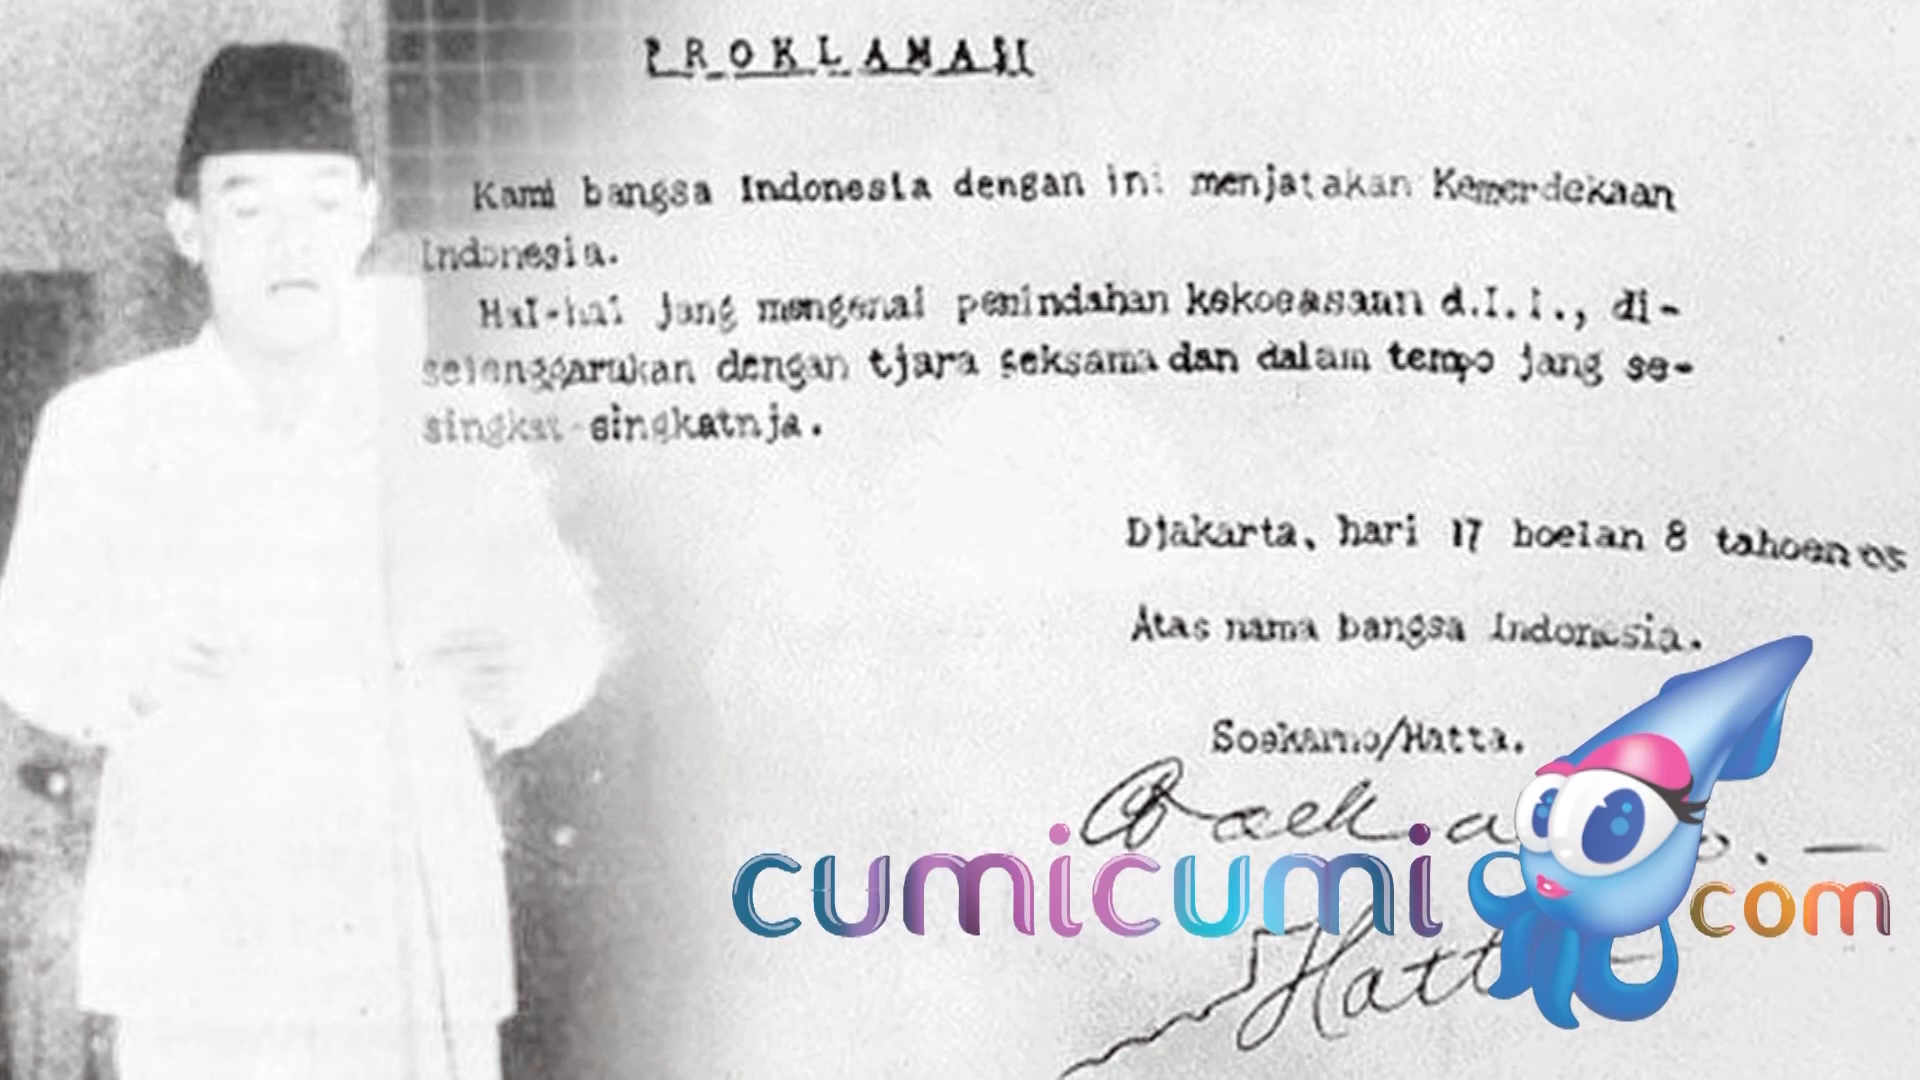 PROKLAMASI
Kami bangsa Indonesia dengan ini menjatakan Kemerdekaan
Indonesia.
Hal-hal jang mengenai pemindahan kekoeasaan d.l.l., di-
selenggarakan dengan tjara seksama dan dalam tempo jang se-
singkat-singkatnja.
Djakarta, hari 17 boelan 8 tahoen 05
Atas nama bangsa Indonesia.
Soekarno/Hatta.
Soekarno.
Hatta
cumicumi.com